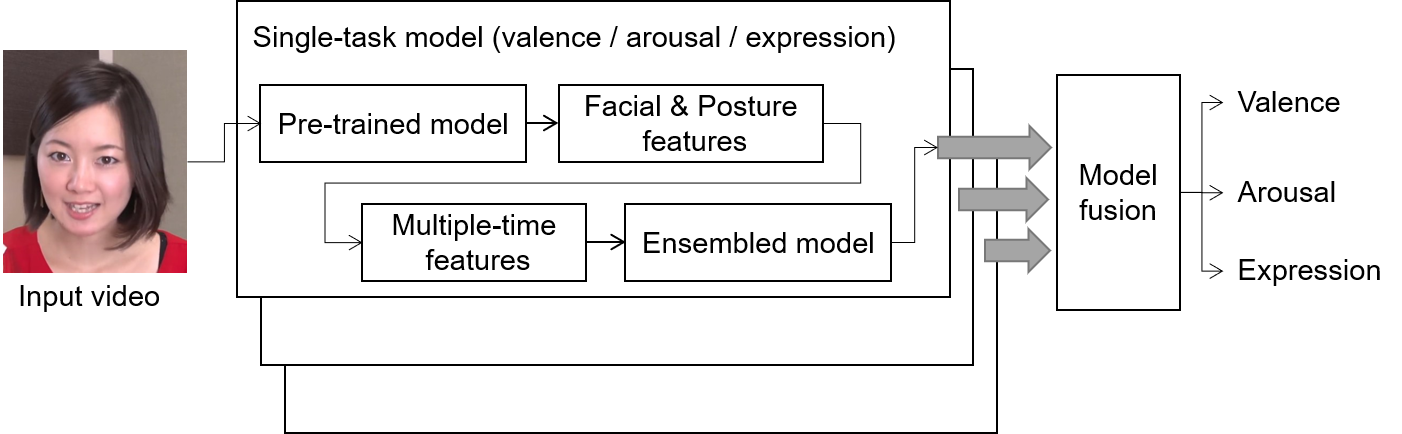 Single-task model (valence / arousal / expression)
Pre-trained model
Facial & Posture
features
Multiple-time
features
Ensembled model
Input video
Model
fusion
Valence
Arousal
Expression